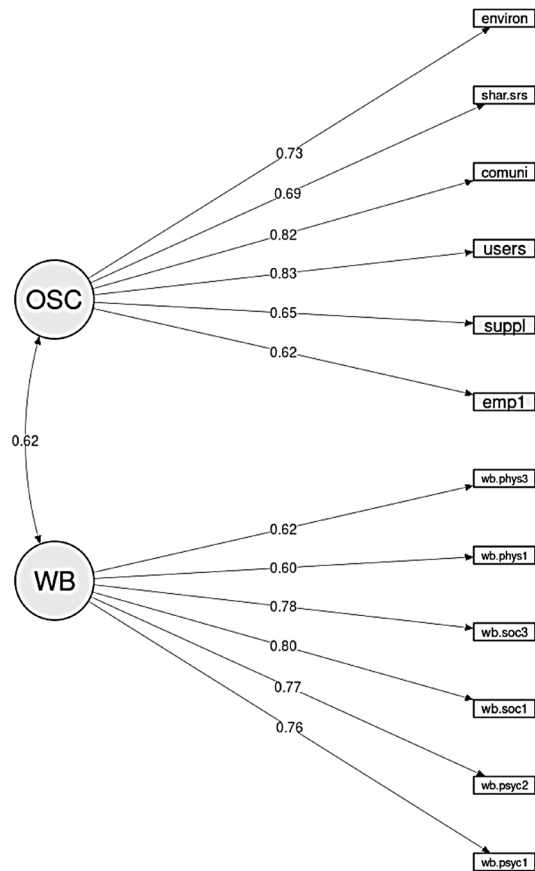 environ
shar.srs
0.73
comuni
0.69
0.82
users
0.83
OSC
0.65
suppl
0.62
emp1
0.62
wb.phys3
0.62
wb.phys1
0.60
WB
0.78
wb.soc3
0.80
0.77
wb.soc1
0.76
wb.psyc2
wb.psyc1